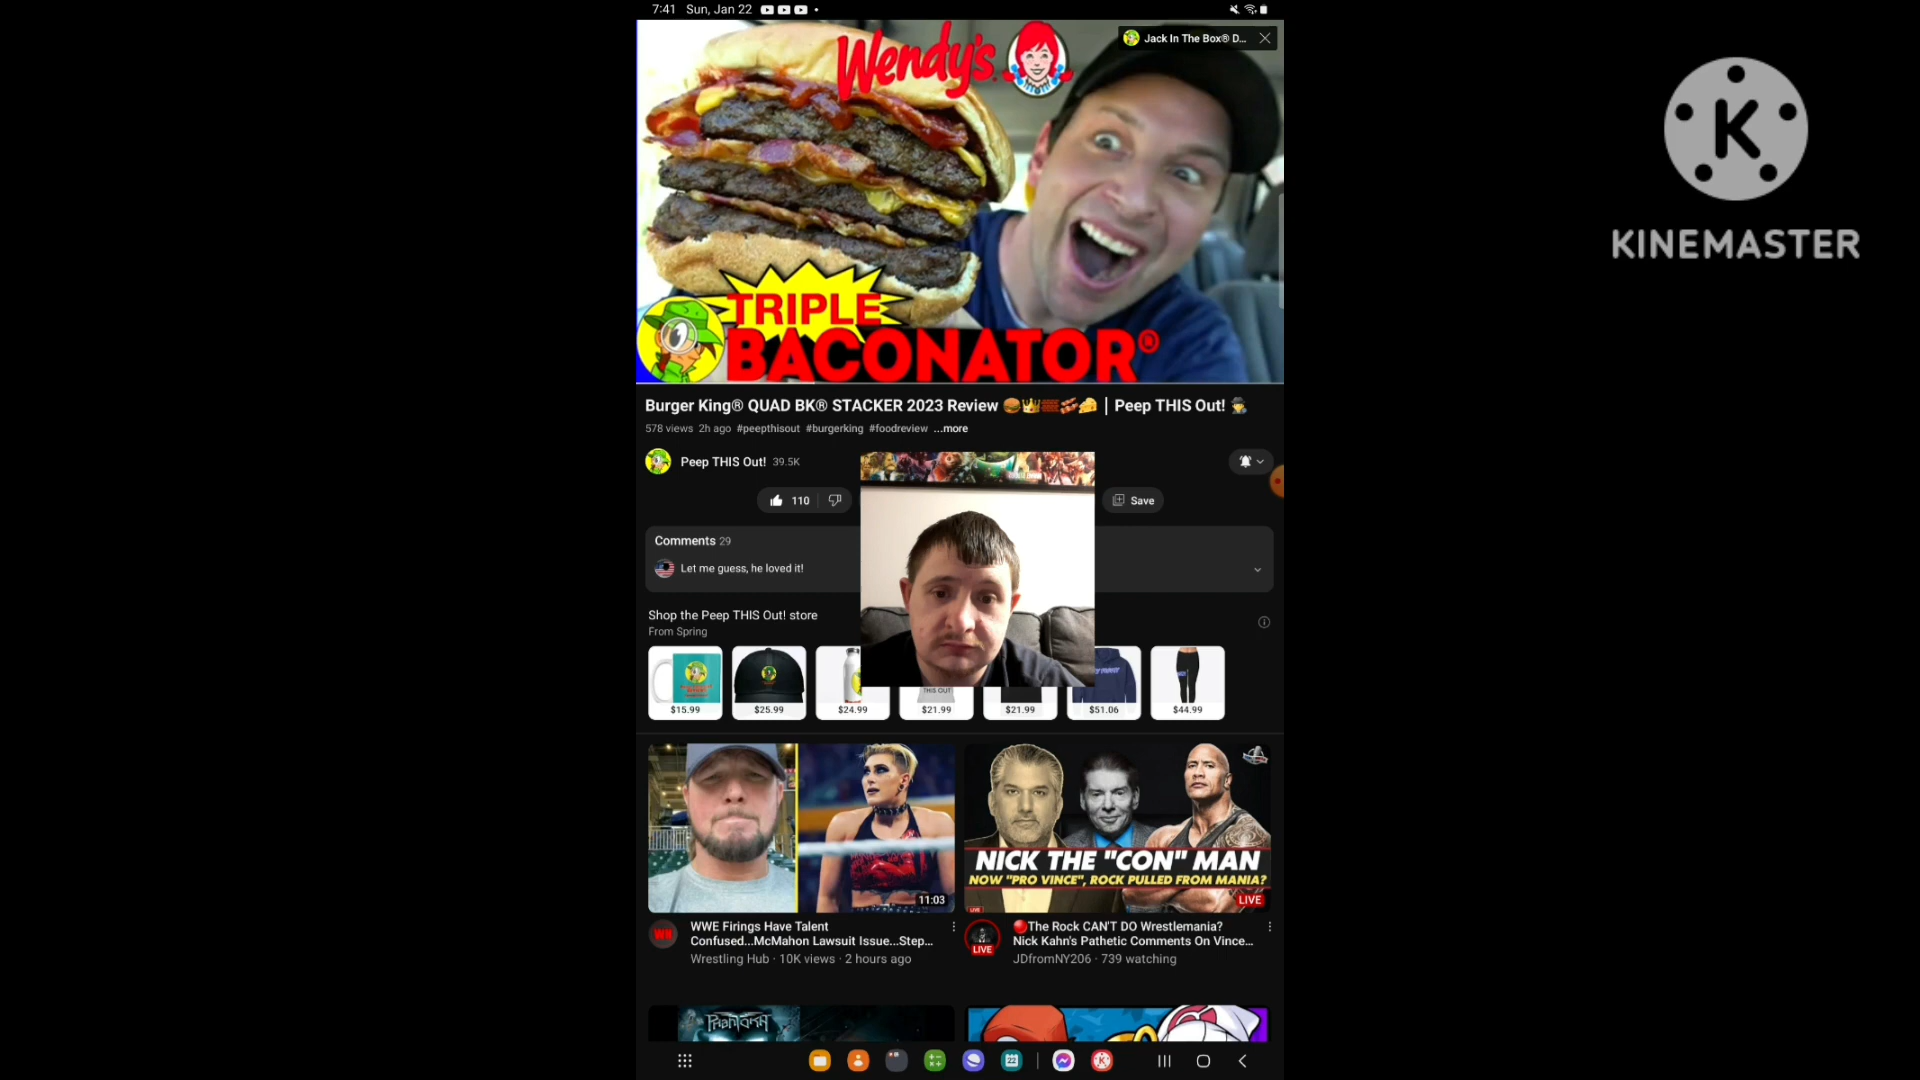 7:41 Sun, Jan 22
Wendy's
Jack In The Box® D...
TRIPLE
BACONATOR®
Burger King® QUAD BK® STACKER 2023 Review | Peep THIS Out!
578 views 2h ago #peepthisout #burgerking #foodreview ...more
Peep THIS Out! 39.5K
110
Save
Comments 29
Let me guess, he loved it!
Shop the Peep THIS Out! store
From Spring
THIS OUT
$15.99
$25.99
$24.99
$21.99
$21.99
$51.06
$44.99
11:03
NICK THE "CON" MAN
NOW "PRO VINCE", ROCK PULLED FROM MANIA?
LIVE
LIVE
WWE Firings Have Talent
Confused...McMahon Lawsuit Issue...Step...
Wrestling Hub · 10K views · 2 hours ago
LIVE
The Rock CAN'T DO Wrestlemania?
Nick Kahn's Pathetic Comments On Vince...
JDfromNY206 · 739 watching
22
K
KINEMASTER